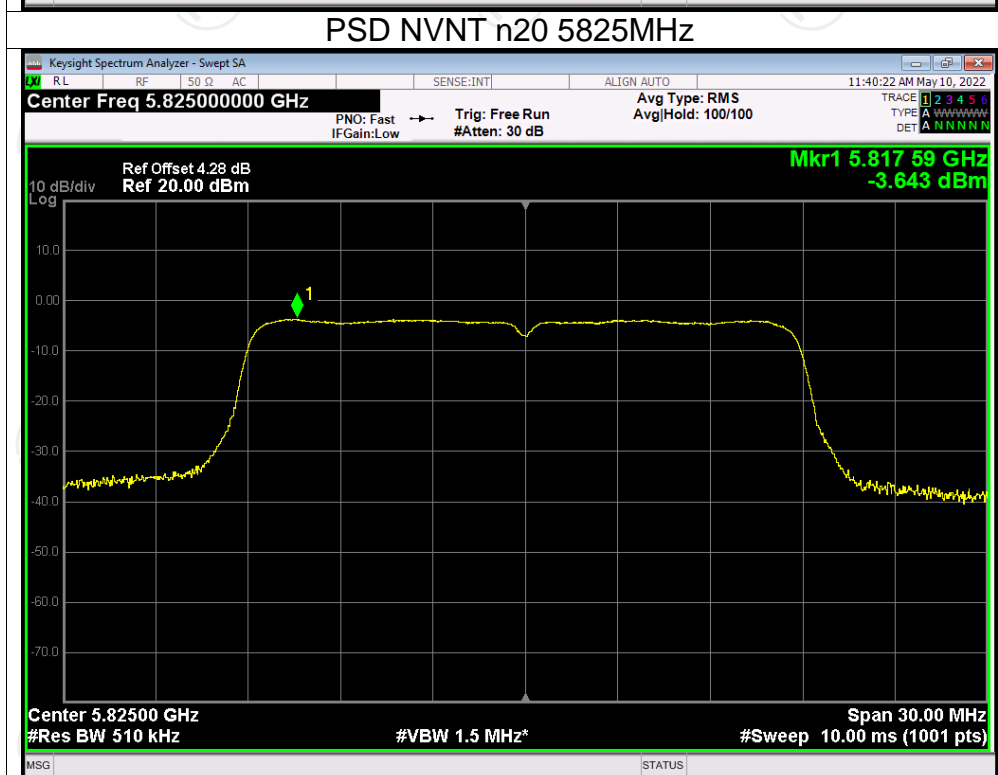 PSD NVNT n20 5825MHz
Keysight Spectrum Analyzer - Swept SA
LXI RL RF 50 Ω AC SENSE:INT ALIGN AUTO 11:40:22 AM May 10, 2022
Center Freq 5.825000000 GHz
PNO: Fast
IFGain:Low
Trig: Free Run
#Atten: 30 dB
Avg Type: RMS
Avg|Hold: 100/100
TRACE 1 2 3 4 5 6
TYPE A WWWWW
DET A N N N N N
Ref Offset 4.28 dB
10 dB/div Ref 20.00 dBm
Log
Mkr1 5.817 59 GHz
-3.643 dBm
1
10.0
0.00
-10.0
-20.0
-30.0
-40.0
-50.0
-60.0
-70.0
Center 5.82500 GHz Span 30.00 MHz
#Res BW 510 kHz #VBW 1.5 MHz* #Sweep 10.00 ms (1001 pts)
MSG STATUS